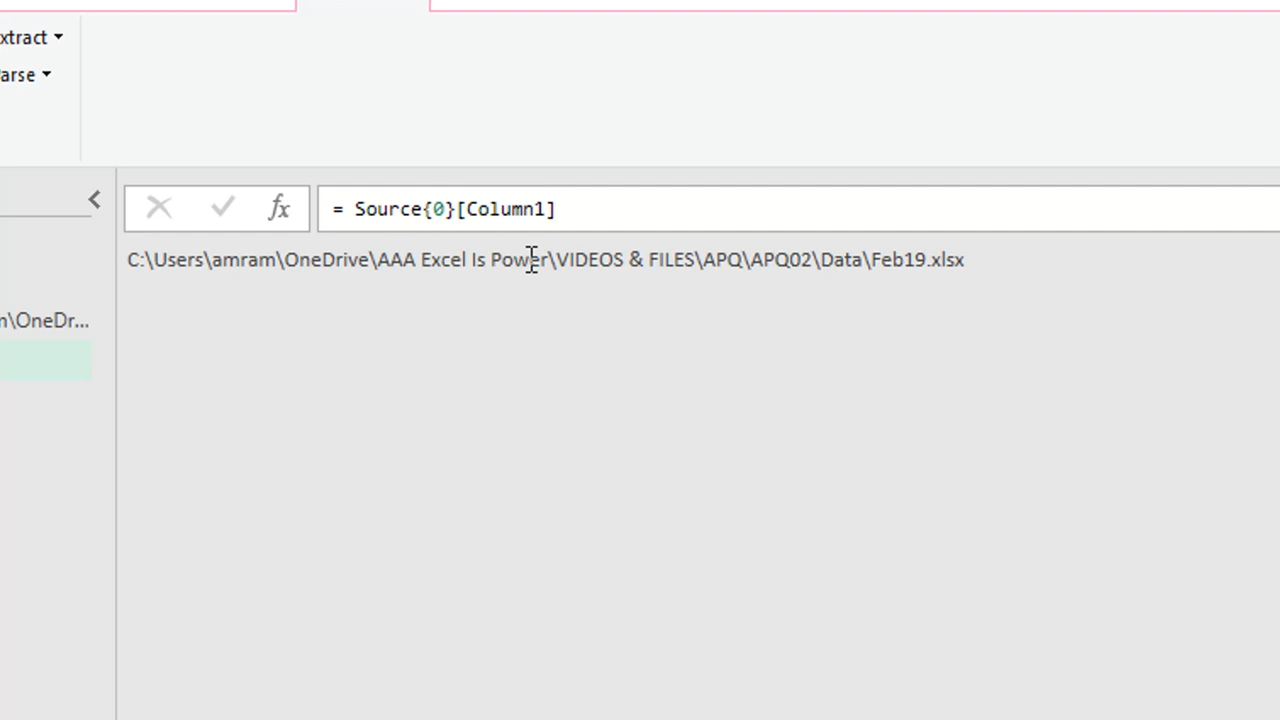 xtract
arse
fx
= Source{0}[Column1]
C:\Users\amram\OneDrive\AAA Excel Is Power\VIDEOS & FILES\APQ\APQ02\Data\Feb19.xlsx
n\OneDr...